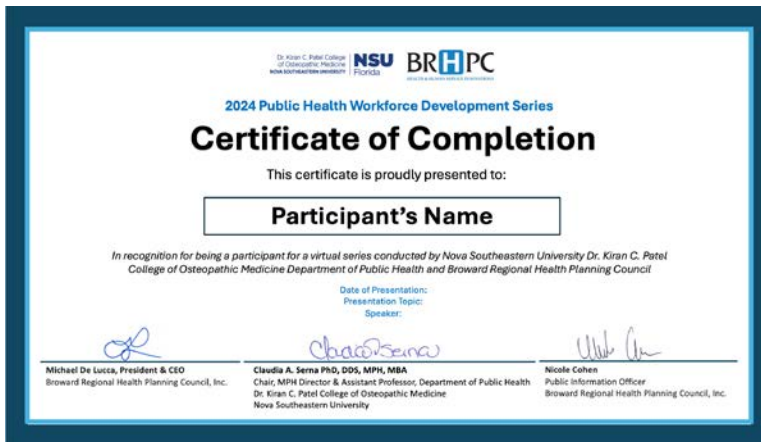 Dr. Kiran C. Patel College
of Osteopathic Medicine
NOVA SOUTHEASTERN UNIVERSITY
NSU
Florida
BRHPC
2024 Public Health Workforce Development Series
Certificate of Completion
This certificate is proudly presented to:
Participant's Name
In recognition for being a participant for a virtual series conducted by Nova Southeastern University Dr. Kiran C. Patel
College of Osteopathic Medicine Department of Public Health and Broward Regional Health Planning Council
Date of Presentation:
Presentation Topic:
Speaker:
Michael De Lucca, President & CEO
Broward Regional Health Planning Council, Inc.
Claudia A. Serna PhD, DDS, MPH, MBA
Chair, MPH Director & Assistant Professor, Department of Public Health
Dr. Kiran C. Patel College of Osteopathic Medicine
Nova Southeastern University
Nicole Cohen
Public Information Officer
Broward Regional Health Planning Council, Inc.